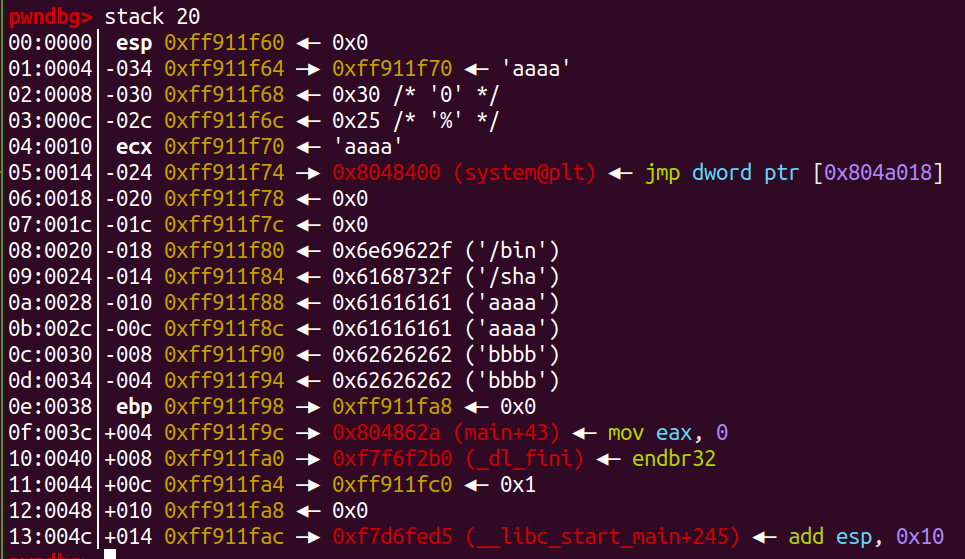 pwndbg> stack 20
00:0000│ esp 0xff911f60 ◂— 0x0
01:0004│-034 0xff911f64 —▸ 0xff911f70 ◂— 'aaaa'
02:0008│-030 0xff911f68 ◂— 0x30 /* '0' */
03:000c│-02c 0xff911f6c ◂— 0x25 /* '%' */
04:0010│ ecx 0xff911f70 ◂— 'aaaa'
05:0014│-024 0xff911f74 —▸ 0x8048400 (system@plt) ◂— jmp dword ptr [0x804a018]
06:0018│-020 0xff911f78 ◂— 0x0
07:001c│-01c 0xff911f7c ◂— 0x0
08:0020│-018 0xff911f80 ◂— 0x6e69622f ('/bin')
09:0024│-014 0xff911f84 ◂— 0x6168732f ('/sha')
0a:0028│-010 0xff911f88 ◂— 0x61616161 ('aaaa')
0b:002c│-00c 0xff911f8c ◂— 0x61616161 ('aaaa')
0c:0030│-008 0xff911f90 ◂— 0x62626262 ('bbbb')
0d:0034│-004 0xff911f94 ◂— 0x62626262 ('bbbb')
0e:0038│ ebp 0xff911f98 —▸ 0xff911fa8 ◂— 0x0
0f:003c│+004 0xff911f9c —▸ 0x804862a (main+43) ◂— mov eax, 0
10:0040│+008 0xff911fa0 —▸ 0xf7f6f2b0 (_dl_fini) ◂— endbr32
11:0044│+00c 0xff911fa4 —▸ 0xff911fc0 ◂— 0x1
12:0048│+010 0xff911fa8 ◂— 0x0
13:004c│+014 0xff911fac —▸ 0xf7d6fed5 (__libc_start_main+245) ◂— add esp, 0x10